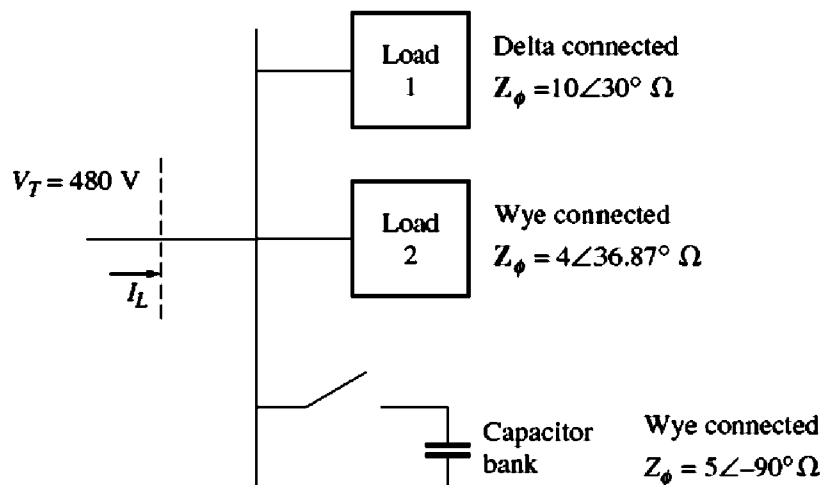 Load
1
Delta connected
Z_ϕ =10∠30° Ω
V_T = 480 V
Load
2
Wye connected
Z_ϕ = 4∠36.87° Ω
I_L
Capacitor
bank
Wye connected
Z_ϕ = 5∠–90° Ω